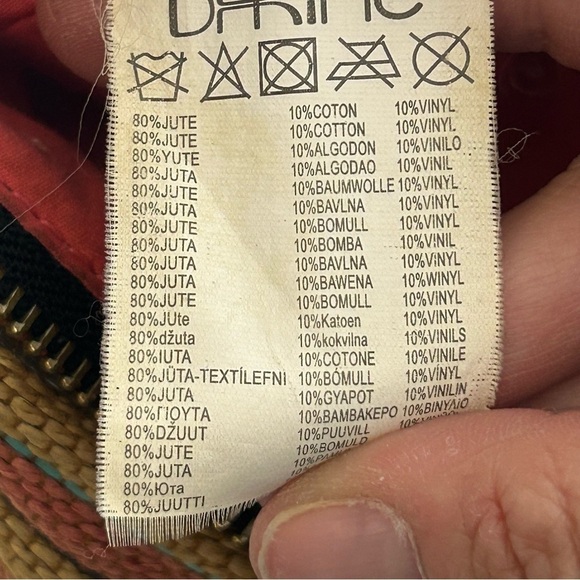 80%JUTE 10%COTON 10%VINYL
80%JUTE 10%COTTON 10%VINYL
80%YUTE 10%ALGODON 10%VINILO
80%JUTA 10%ALGODAO 10%VINIL
80%JUTE 10%BAUMWOLLE 10%VINYL
80%JUTA 10%BAVLNA 10%VINYL
80%JUTE 10%BOMULL 10%VINYL
80%JUTA 10%BOMBA 10%VINIL
80%JUTA 10%BAVLNA 10%VINYL
80%JUTA 10%BAWENA 10%WINYL
80%JUTE 10%BOMULL 10%VINYL
80%JUte 10%Katoen 10%VINYL
80%džuta 10%kokvilna 10%VINILS
80%IUTA 10%COTONE 10%VINILE
80%JÜTA-TEXTÍLEFNI 10%BÓMULL 10%VINYL
80%JUTA 10%GYAPOT 10%VINILIN
80%ΓΙΟΥΤΑ 10%ΒΑΜΒΑΚΕΡΟ 10%ΒΙΝΥΛΙΟ
80%DŽUUT 10%PUUVILL
80%JUTE 10%BOMULD
80%JUTA
80%Юта
80%JUUTTI